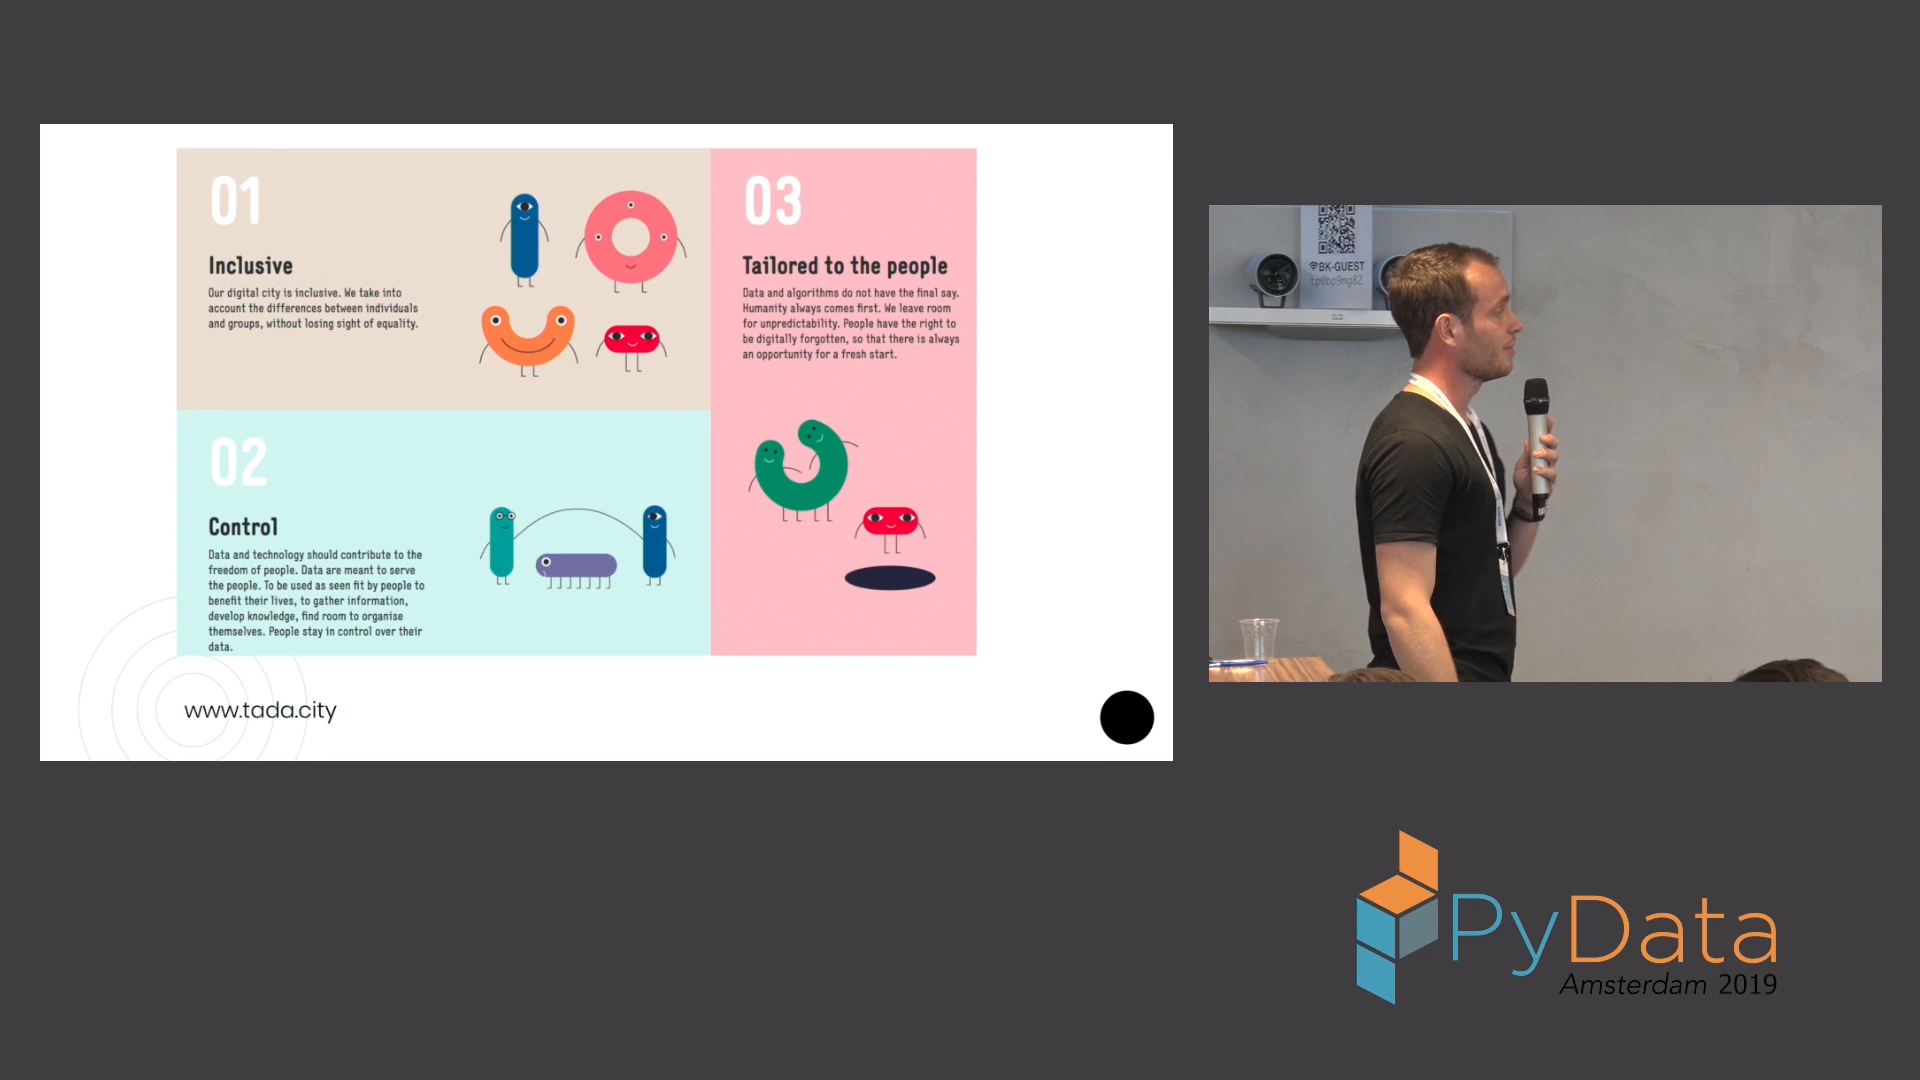 01
Inclusive
Our digital city is inclusive. We take into
account the differences between individuals
and groups, without losing sight of equality.
02
Control
Data and technology should contribute to the
freedom of people. Data are meant to serve
the people. To be used as seen fit by people to
benefit their lives, to gather information,
develop knowledge, find room to organise
themselves. People stay in control over their
data.
03
Tailored to the people
Data and algorithms do not have the final say.
Humanity always comes first. We leave room
for unpredictability. People have the right to
be digitally forgotten, so that there is always
an opportunity for a fresh start.
www.tada.city
BK-GUEST
tp@bp9mg82
PyData
Amsterdam 2019